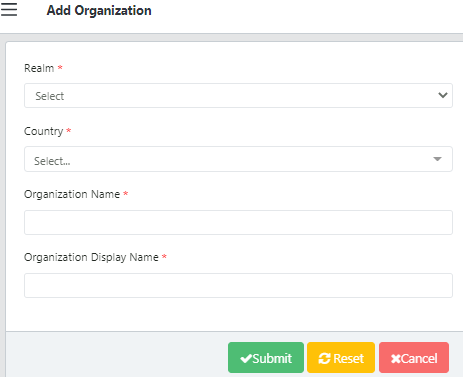 Add Organization
Realm *
Select
Country *
Select...
Organization Name *
Organization Display Name *
Submit Reset Cancel